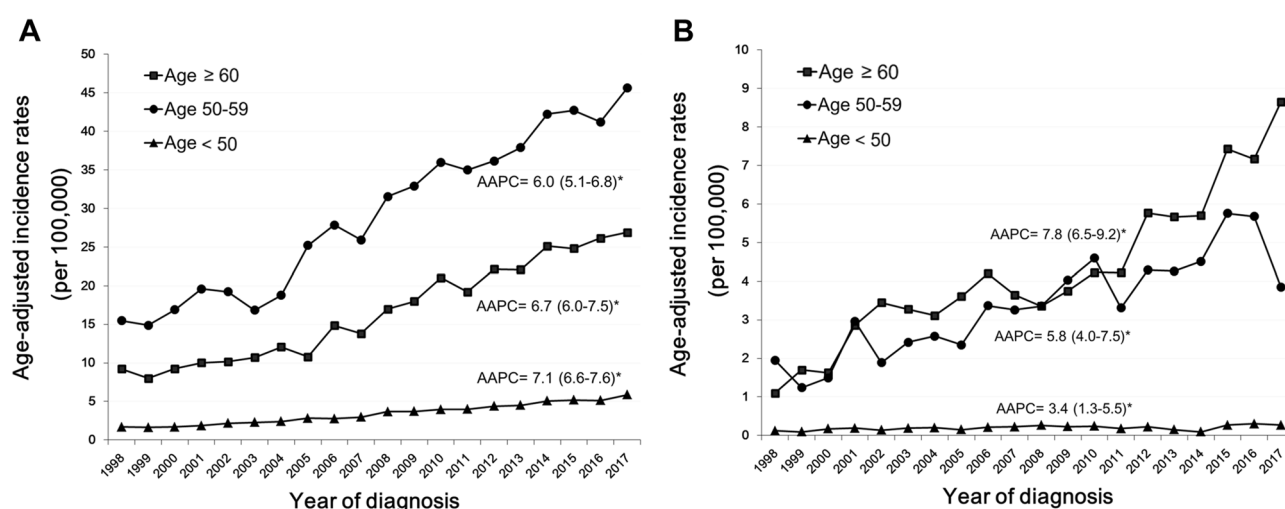 A
Age-adjusted incidence rates
(per 100,000)
50
45
40
35
30
25
20
15
10
5
0
Age ≥ 60
Age 50-59
Age < 50
AAPC= 6.0 (5.1-6.8)*
AAPC= 6.7 (6.0-7.5)*
AAPC= 7.1 (6.6-7.6)*
1998 1999 2000 2001 2002 2003 2004 2005 2006 2007 2008 2009 2010 2011 2012 2013 2014 2015 2016 2017
Year of diagnosis
B
Age-adjusted incidence rates
(per 100,000)
10
9
8
7
6
5
4
3
2
1
0
Age ≥ 60
Age 50-59
Age < 50
AAPC= 7.8 (6.5-9.2)*
AAPC= 5.8 (4.0-7.5)*
AAPC= 3.4 (1.3-5.5)*
1998 1999 2000 2001 2002 2003 2004 2005 2006 2007 2008 2009 2010 2011 2012 2013 2014 2015 2016 2017
Year of diagnosis